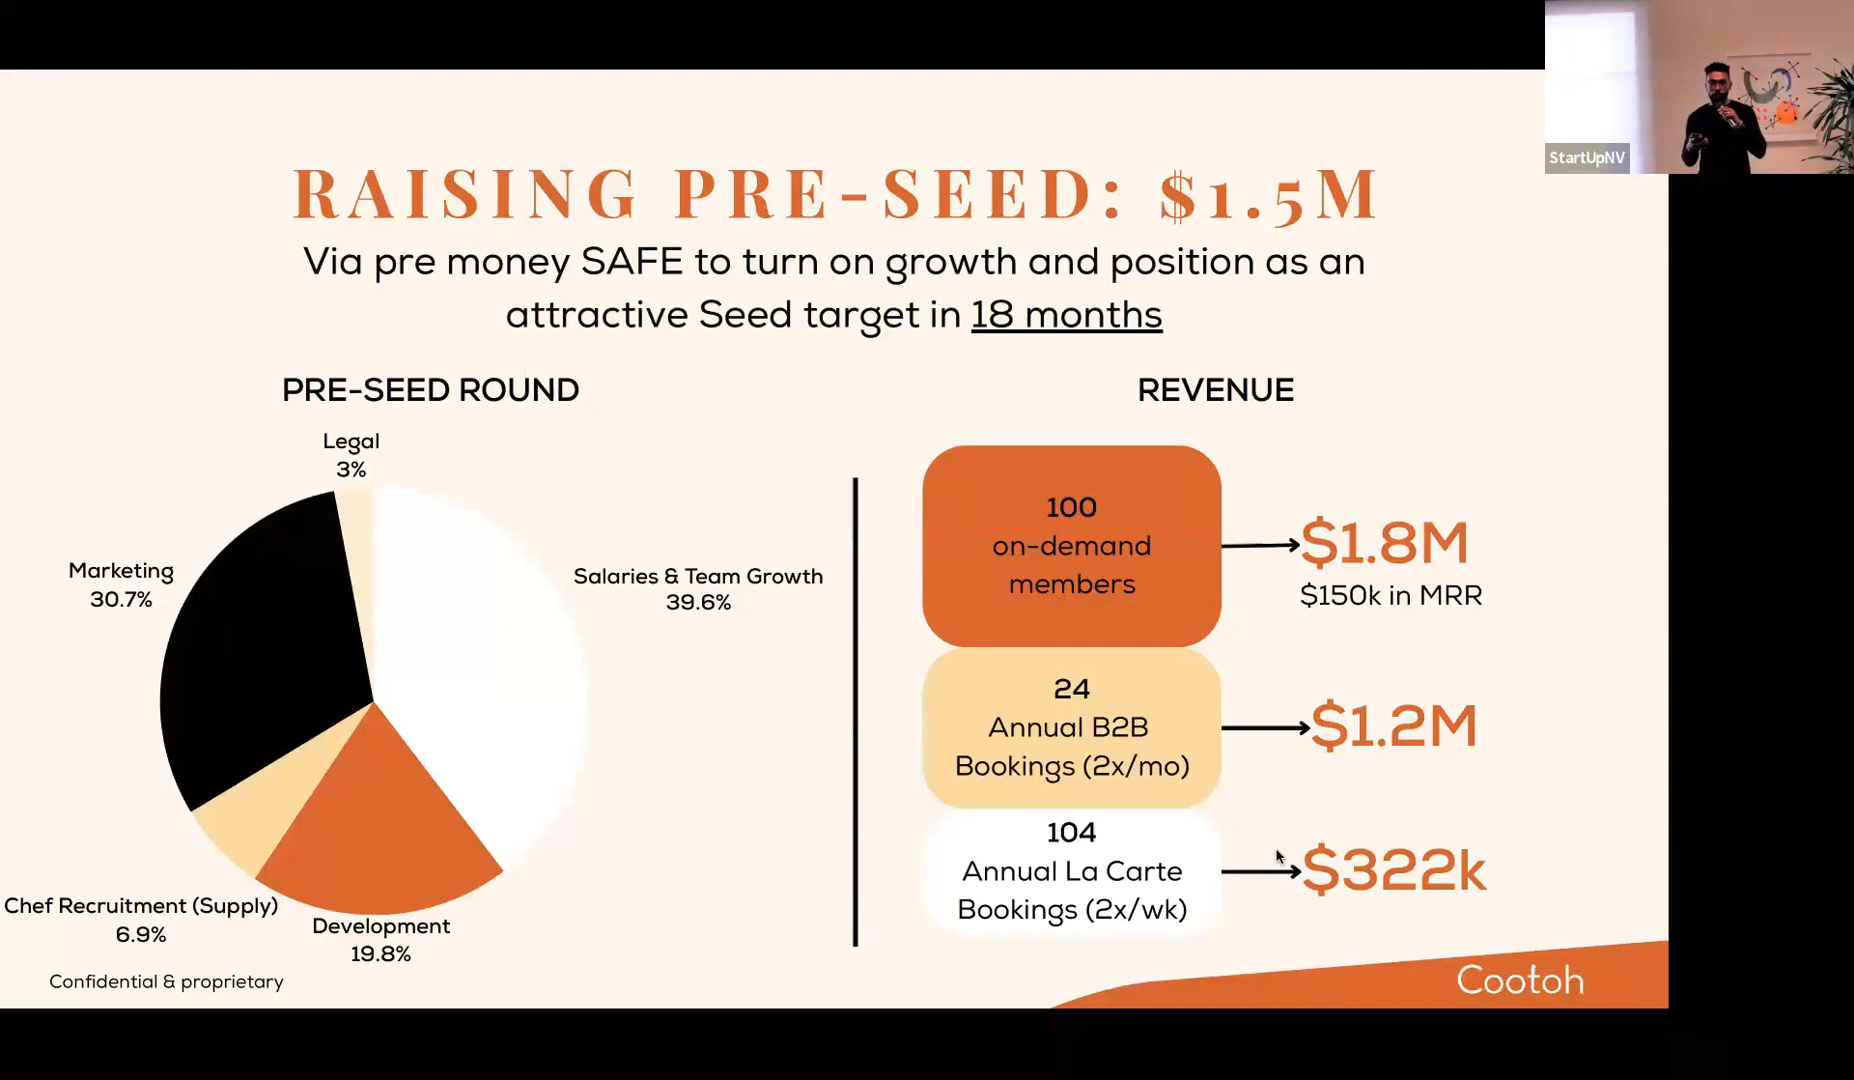 StartUpNV
RAISING PRE-SEED: $1.5M
Via pre money SAFE to turn on growth and position as an
attractive Seed target in 18 months
PRE-SEED ROUND
Legal
3%
Marketing
30.7%
Salaries & Team Growth
39.6%
Chef Recruitment (Supply)
6.9%
Development
19.8%
Confidential & proprietary
REVENUE
100
on-demand
members
$1.8M
$150k in MRR
24
Annual B2B
Bookings (2x/mo)
$1.2M
104
Annual La Carte
Bookings (2x/wk)
$322k
Cootoh